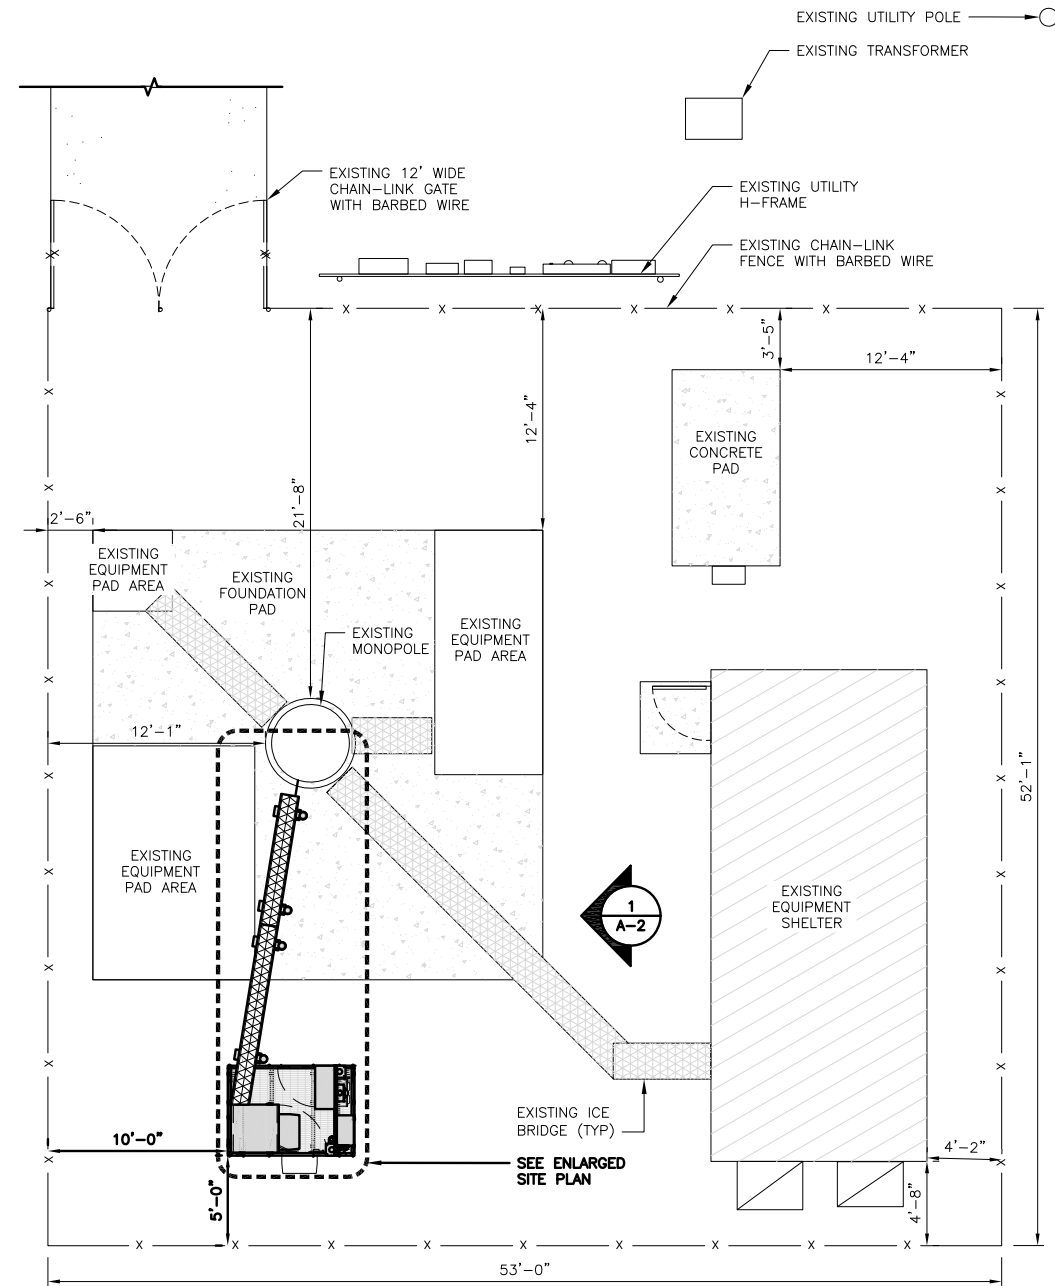 EXISTING UTILITY POLE
EXISTING TRANSFORMER
EXISTING 12' WIDE
CHAIN-LINK GATE
WITH BARBED WIRE
EXISTING UTILITY
H-FRAME
EXISTING CHAIN-LINK
FENCE WITH BARBED WIRE
3'-5"
12'-4"
12'-4"
EXISTING
CONCRETE
PAD
21'-8"
2'-6"
EXISTING
EQUIPMENT
PAD AREA
EXISTING
FOUNDATION
PAD
EXISTING
MONOPOLE
EXISTING
EQUIPMENT
PAD AREA
12'-1"
52'-1"
EXISTING
EQUIPMENT
PAD AREA
EXISTING
EQUIPMENT
SHELTER
1
A-2
EXISTING ICE
BRIDGE (TYP)
10'-0"
SEE ENLARGED
SITE PLAN
4'-2"
5'-0"
4'-8"
53'-0"